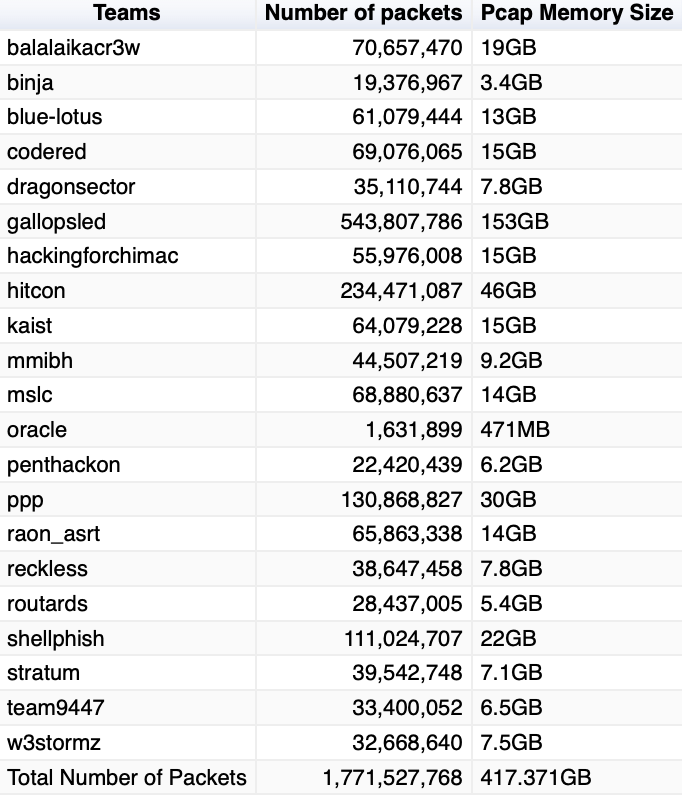 Teams Number of packets Pcap Memory Size
balalaikacr3w 70,657,470 19GB
binja 19,376,967 3.4GB
blue-lotus 61,079,444 13GB
codered 69,076,065 15GB
dragonsector 35,110,744 7.8GB
gallopsled 543,807,786 153GB
hackingforchimac 55,976,008 15GB
hitcon 234,471,087 46GB
kaist 64,079,228 15GB
mmibh 44,507,219 9.2GB
mslc 68,880,637 14GB
oracle 1,631,899 471MB
penthackon 22,420,439 6.2GB
ppp 130,868,827 30GB
raon_asrt 65,863,338 14GB
reckless 38,647,458 7.8GB
routards 28,437,005 5.4GB
shellphish 111,024,707 22GB
stratum 39,542,748 7.1GB
team9447 33,400,052 6.5GB
w3stormz 32,668,640 7.5GB
Total Number of Packets 1,771,527,768 417.371GB